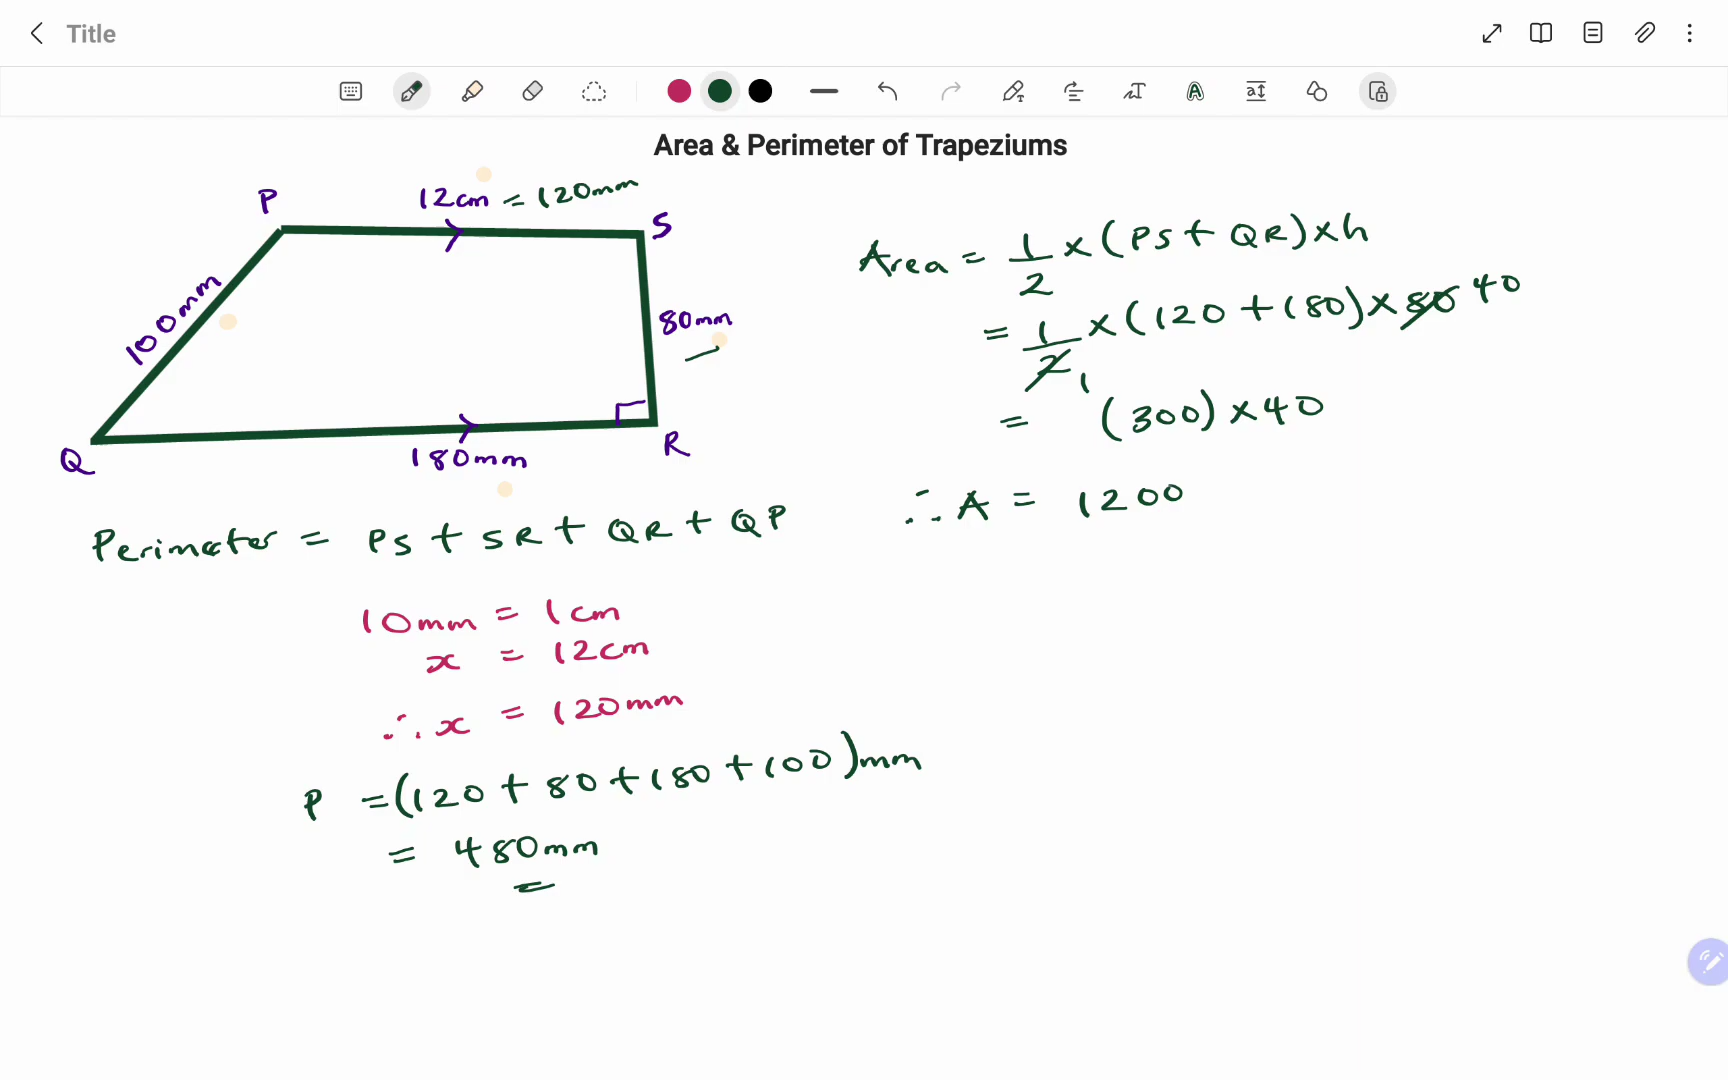 Title
Area & Perimeter of Trapeziums
P
12cm = 120mm
S
100mm
80mm
Q
180mm
R
Perimeter = PS + SR + QR + QP
10mm = 1cm
x = 12cm
∴ x = 120mm
P = (120 + 80 + 180 + 100)mm
= 480mm
Area = 1/2 × (PS + QR) × h
= 1/2 1 × (120 + 180) × 80 40
= (300) × 40
∴ A = 1200